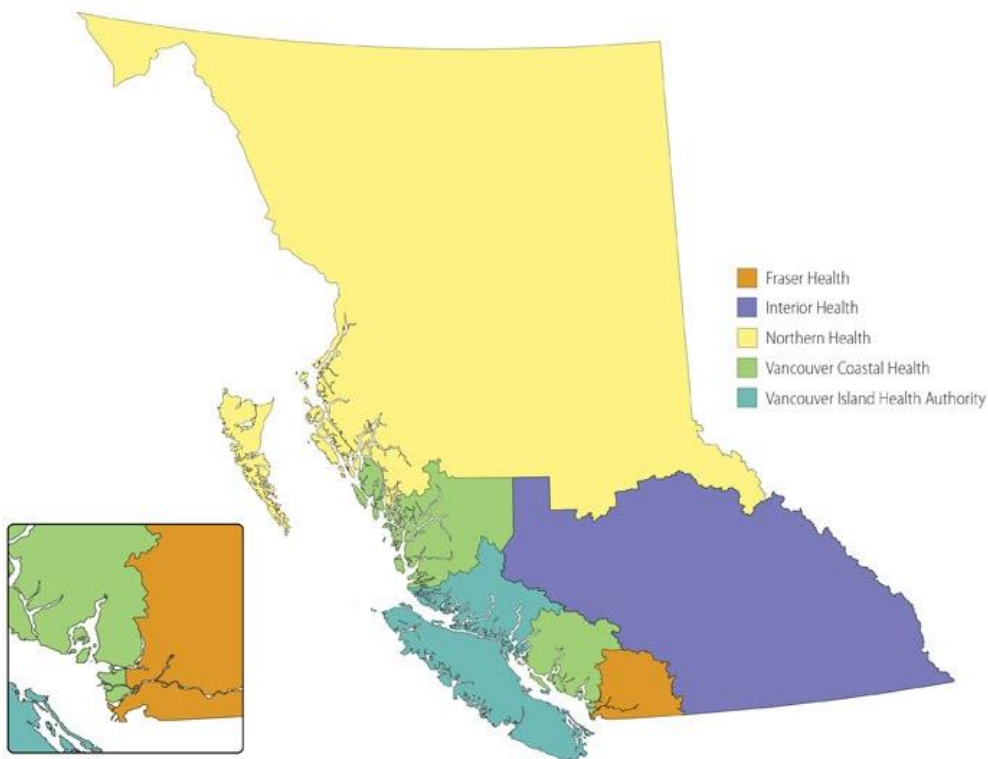 Fraser Health
Interior Health
Northern Health
Vancouver Coastal Health
Vancouver Island Health Authority